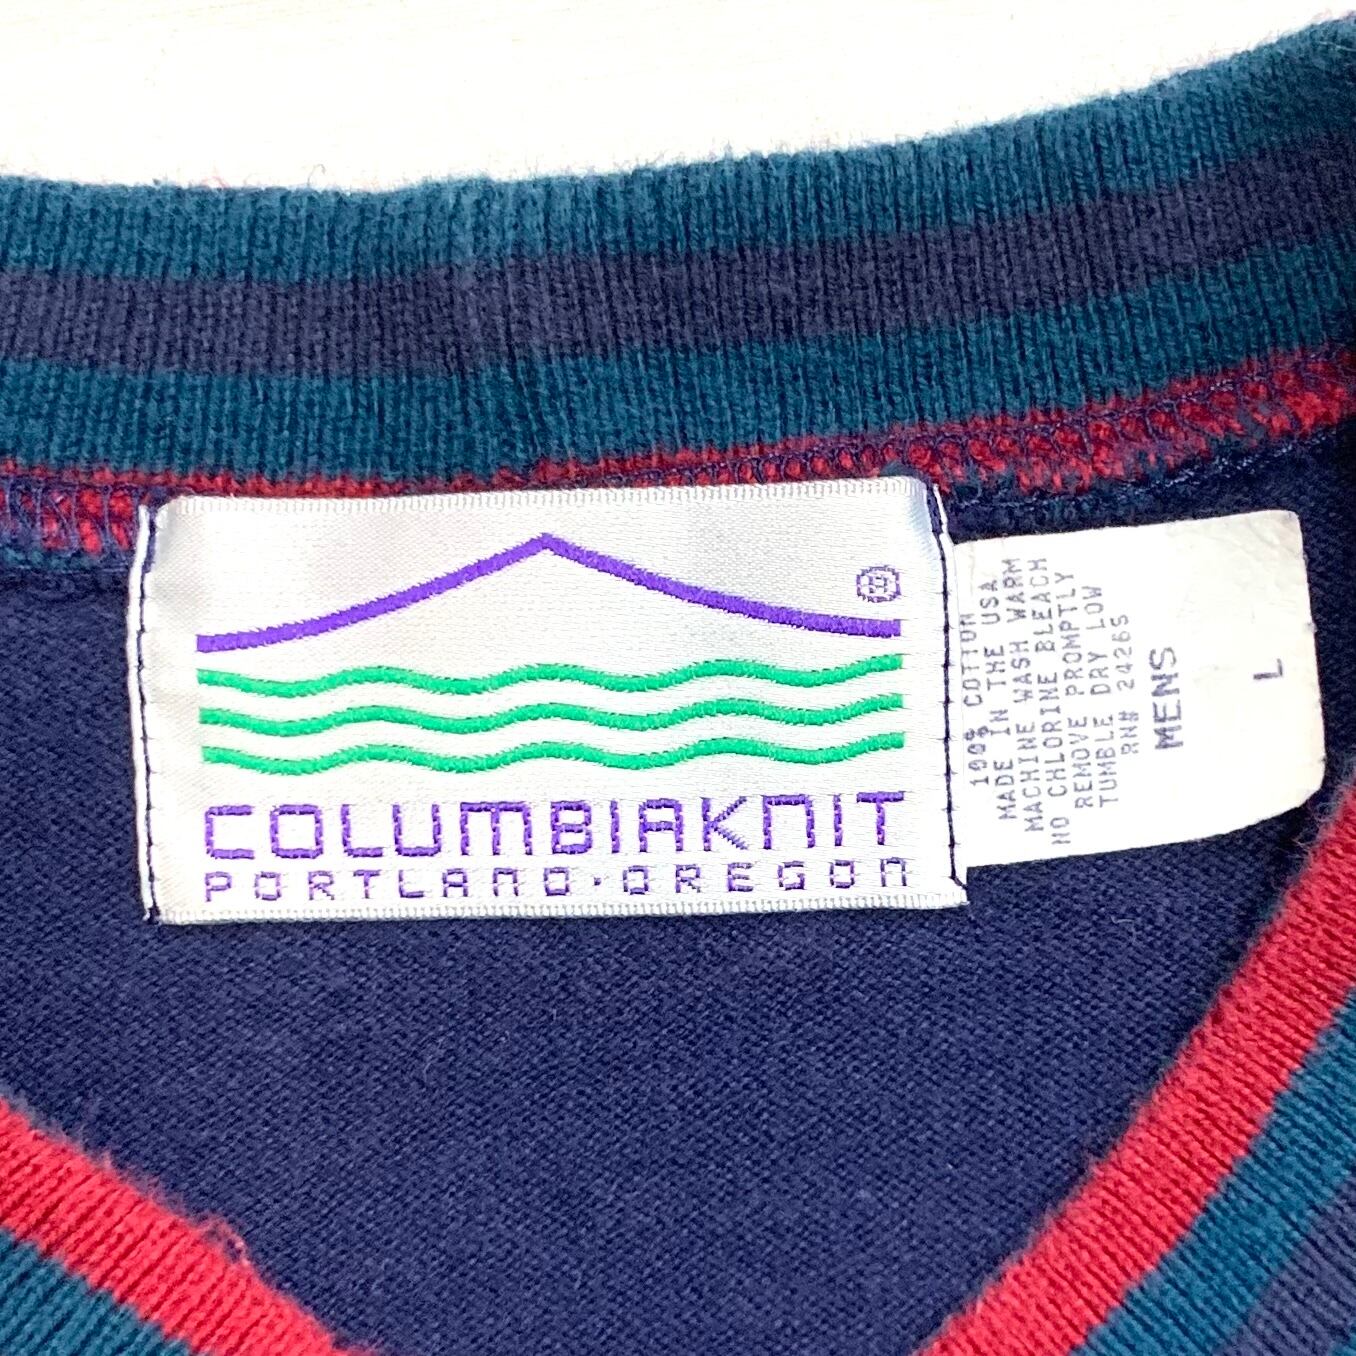 ®
COLUMBIAKNIT
PORTLAND·OREGON
100% COTTON
MADE IN THE USA
MACHINE WASH WARM
NO CHLORINE BLEACH
REMOVE PROMPTLY
TUMBLE DRY LOW
RN# 24265
MENS
L